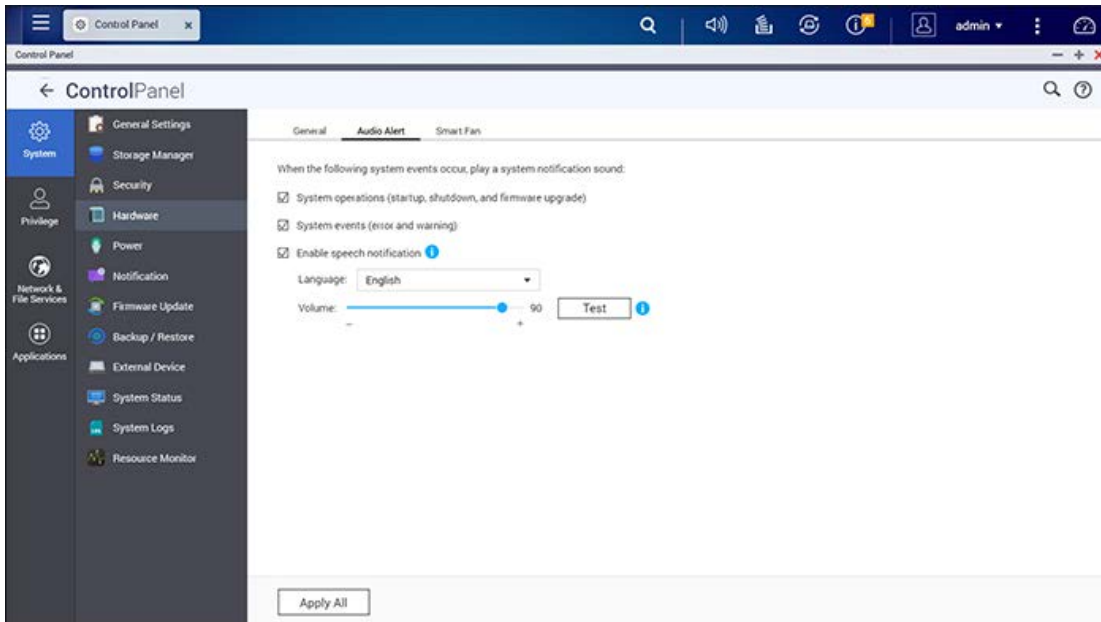 Control Panel
admin
Control Panel
ControlPanel
System
Privilege
Network &
File Services
Applications
General Settings
Storage Manager
Security
Hardware
Power
Notification
Firmware Update
Backup / Restore
External Device
System Status
System Logs
Resource Monitor
General Audio Alert Smart Fan
When the following system events occur, play a system notification sound:
System operations (startup, shutdown, and firmware upgrade)
System events (error and warning)
Enable speech notification
Language: English
Volume: 90 Test
Apply All